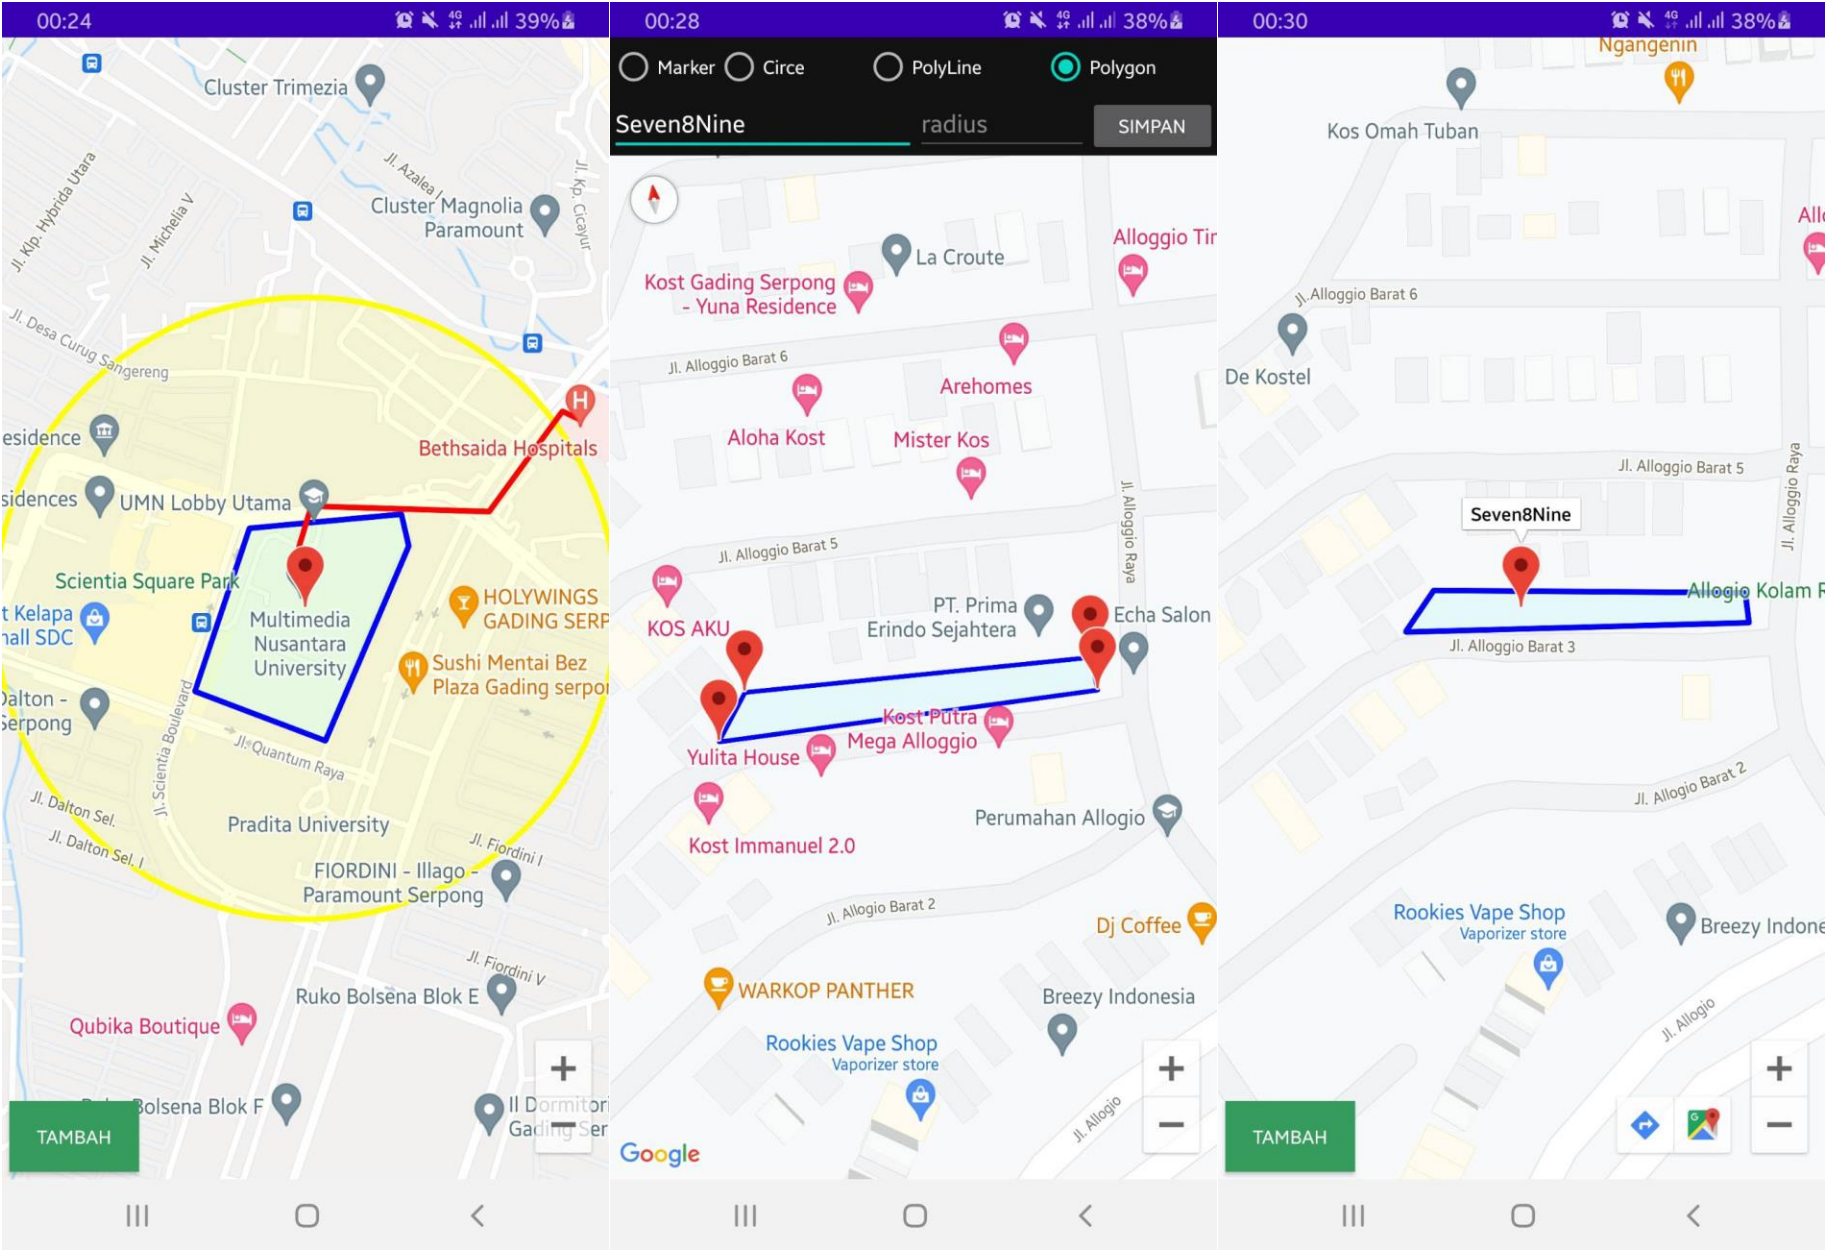 00:24
39%
Cluster Trimezia
Jl. Klp. Hybrida Utara
Jl. Michelia V
Jl. Azalea I
Jl. Kp. Cicayur
Cluster Magnolia
Paramount
Jl. Desa Curug Sangereng
H
Bethsaida Hospitals
esidence
sidences
UMN Lobby Utama
Scientia Square Park
t Kelapa
nall SDC
Multimedia
Nusantara
University
HOLYWINGS
GADING SERP
Sushi Mentai Bez
Plaza Gading serpo
Dalton -
Serpong
Jl. Scientia Boulevard
Jl. Quantum Raya
Jl. Dalton Sel.
Jl. Dalton Sel. I
Pradita University
Jl. Fiordini I
FIORDINI - Illago -
Paramount Serpong
Jl. Fiordini V
Ruko Bolsena Blok E
Qubika Boutique
Ruko Bolsena Blok F
Il Dormitori
Gading Ser
+
−
TAMBAH
00:28
38%
Marker
Circe
PolyLine
Polygon
Seven8Nine
radius
SIMPAN
La Croute
Alloggio Tir
Kost Gading Serpong
- Yuna Residence
Jl. Alloggio Barat 6
Arehomes
Aloha Kost
Mister Kos
Jl. Alloggio Raya
Jl. Alloggio Barat 5
KOS AKU
PT. Prima
Erindo Sejahtera
Echa Salon
Kost Putra
Mega Alloggio
Yulita House
Kost Immanuel 2.0
Perumahan Allogio
Jl. Allogio Barat 2
Dj Coffee
WARKOP PANTHER
Breezy Indonesia
Rookies Vape Shop
Vaporizer store
Jl. Allogio
+
−
Google
00:30
38%
Ngangenin
Kos Omah Tuban
Allo
Jl. Alloggio Barat 6
De Kostel
Jl. Alloggio Barat 5
Jl. Alloggio Raya
Seven8Nine
Allogio Kolam R
Jl. Alloggio Barat 3
Jl. Allogio Barat 2
Rookies Vape Shop
Vaporizer store
Breezy Indone
Jl. Allogio
+
−
TAMBAH